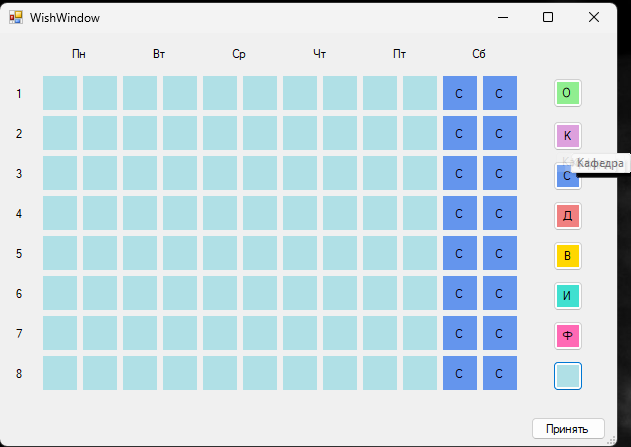 WishWindow
Пн Вт Ср Чт Пт Сб
1 С С О
2 С С К
Кафедра
3 С С С
4 С С Д
5 С С В
6 С С И
7 С С Ф
8 С С
Принять